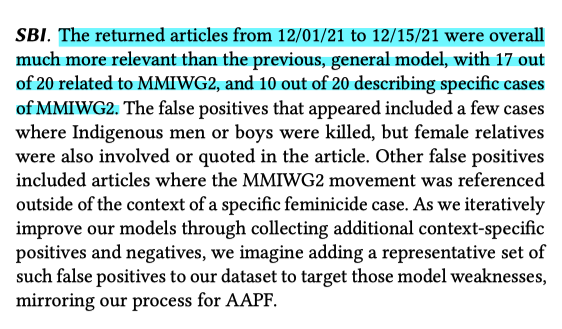 SBI. The returned articles from 12/01/21 to 12/15/21 were overall
much more relevant than the previous, general model, with 17 out
of 20 related to MMIWG2, and 10 out of 20 describing specific cases
of MMIWG2. The false positives that appeared included a few cases
where Indigenous men or boys were killed, but female relatives
were also involved or quoted in the article. Other false positives
included articles where the MMIWG2 movement was referenced
outside of the context of a specific feminicide case. As we iteratively
improve our models through collecting additional context-specific
positives and negatives, we imagine adding a representative set of
such false positives to our dataset to target those model weaknesses,
mirroring our process for AAPF.